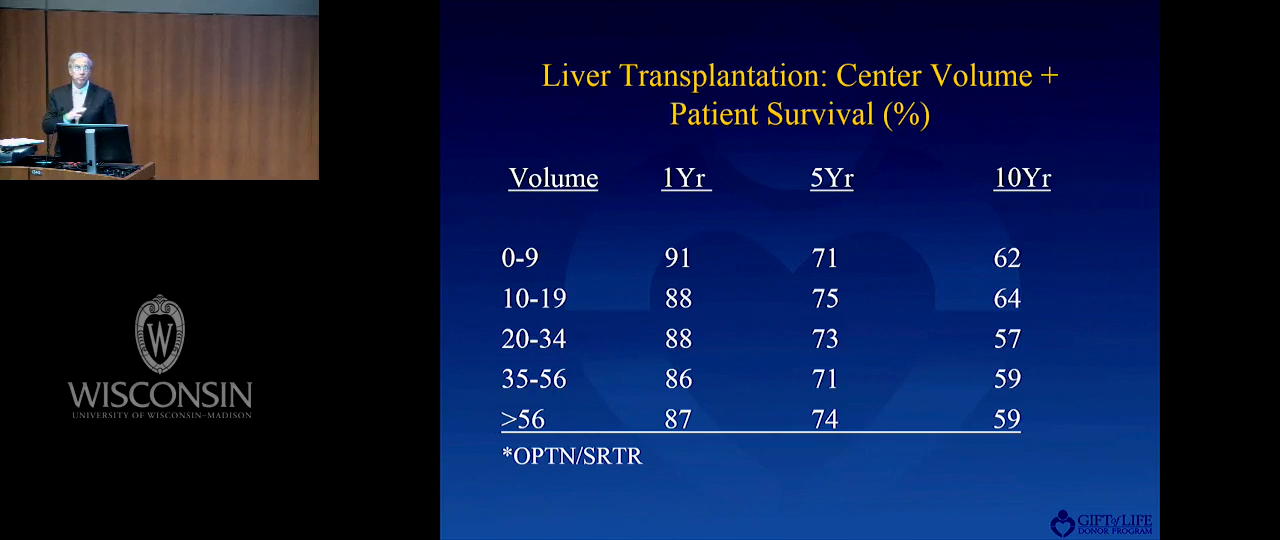 Liver Transplantation: Center Volume +
Patient Survival (%)
Volume 1Yr 5Yr 10Yr
0-9 91 71 62
10-19 88 75 64
20-34 88 73 57
35-56 86 71 59
>56 87 74 59
*OPTN/SRTR
GIFT of LIFE
DONOR PROGRAM
W
WISCONSIN
UNIVERSITY OF WISCONSIN–MADISON